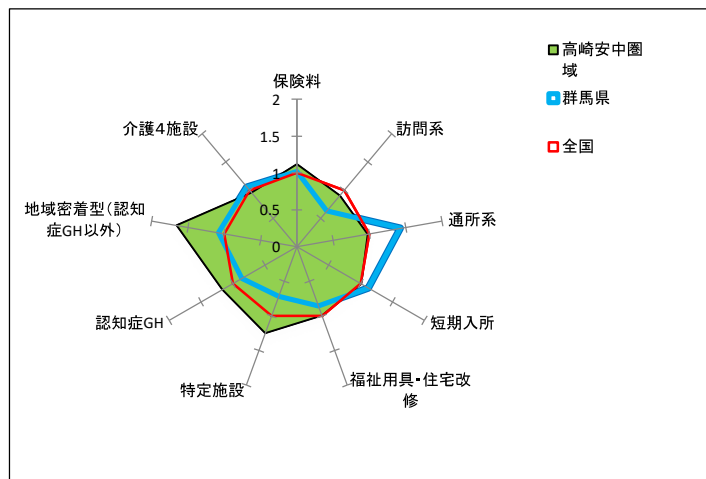 保険料
2
1.5
1
0.5
0
訪問系
通所系
短期入所
福祉用具・住宅改
修
特定施設
認知症GH
地域密着型（認知
症GH以外）
介護４施設
高崎安中圏
域
群馬県
全国